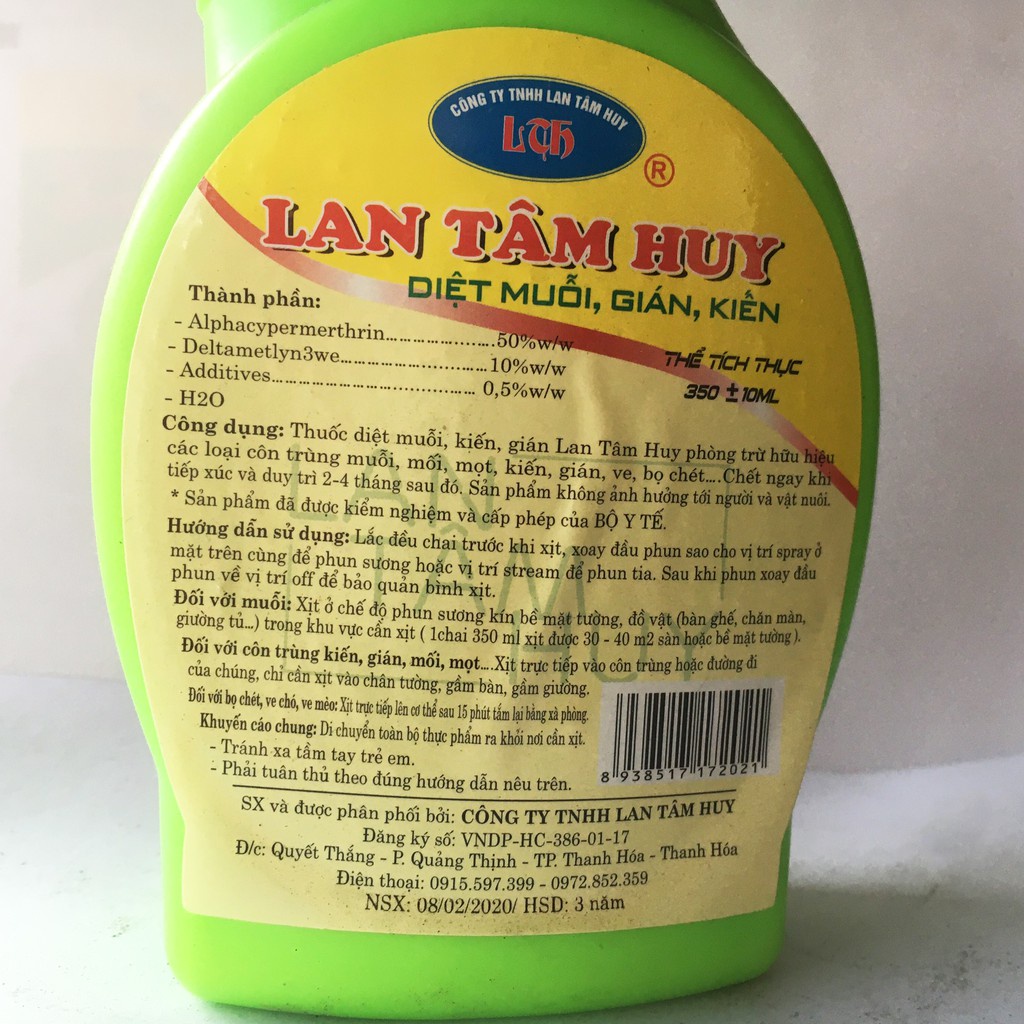 CÔNG TY TNHH LAN TÂM HUY
LTH
®
LAN TÂM HUY
DIỆT MUỖI, GIÁN, KIẾN
Thành phần:
- Alphacypermerthrin..................50%w/w
- Deltametlyn3we..........................10%w/w
- Additives...................................... 0,5%w/w
- H2O
THỂ TÍCH THỰC
350 ±10ML
Công dụng: Thuốc diệt muỗi, kiến, gián Lan Tâm Huy phòng trừ hữu hiệu
các loại côn trùng muỗi, mối, mọt, kiến, gián, ve, bọ chét....Chết ngay khi
tiếp xúc và duy trì 2-4 tháng sau đó. Sản phẩm không ảnh hưởng tới người và vật nuôi.
* Sản phẩm đã được kiểm nghiệm và cấp phép của BỘ Y TẾ.
Hướng dẫn sử dụng: Lắc đều chai trước khi xịt, xoay đầu phun sao cho vị trí spray ở
mặt trên cùng để phun sương hoặc vị trí stream để phun tia. Sau khi phun xoay đầu
phun về vị trí off để bảo quản bình xịt.
Đối với muỗi: Xịt ở chế độ phun sương kín bề mặt tường, đồ vật (bàn ghế, chăn màn,
giường tủ...) trong khu vực cần xịt ( 1chai 350 ml xịt được 30 - 40 m2 sàn hoặc bề mặt tường ).
Đối với côn trùng kiến, gián, mối, mọt....Xịt trực tiếp vào côn trùng hoặc đường đi
của chúng, chỉ cần xịt vào chân tường, gầm bàn, gầm giường.
Đối với bọ chét, ve chó, ve mèo: Xịt trực tiếp lên cơ thể sau 15 phút tắm lại bằng xà phòng.
Khuyến cáo chung: Di chuyển toàn bộ thực phẩm ra khỏi nơi cần xịt.
- Tránh xa tầm tay trẻ em.
- Phải tuân thủ theo đúng hướng dẫn nêu trên.
8 938517 172021
SX và được phân phối bởi: CÔNG TY TNHH LAN TÂM HUY
Đăng ký số: VNDP-HC-386-01-17
Đ/c: Quyết Thắng - P. Quảng Thịnh - TP. Thanh Hóa - Thanh Hóa
Điện thoại: 0915.597.399 - 0972.852.359
NSX: 08/02/2020/ HSD: 3 năm